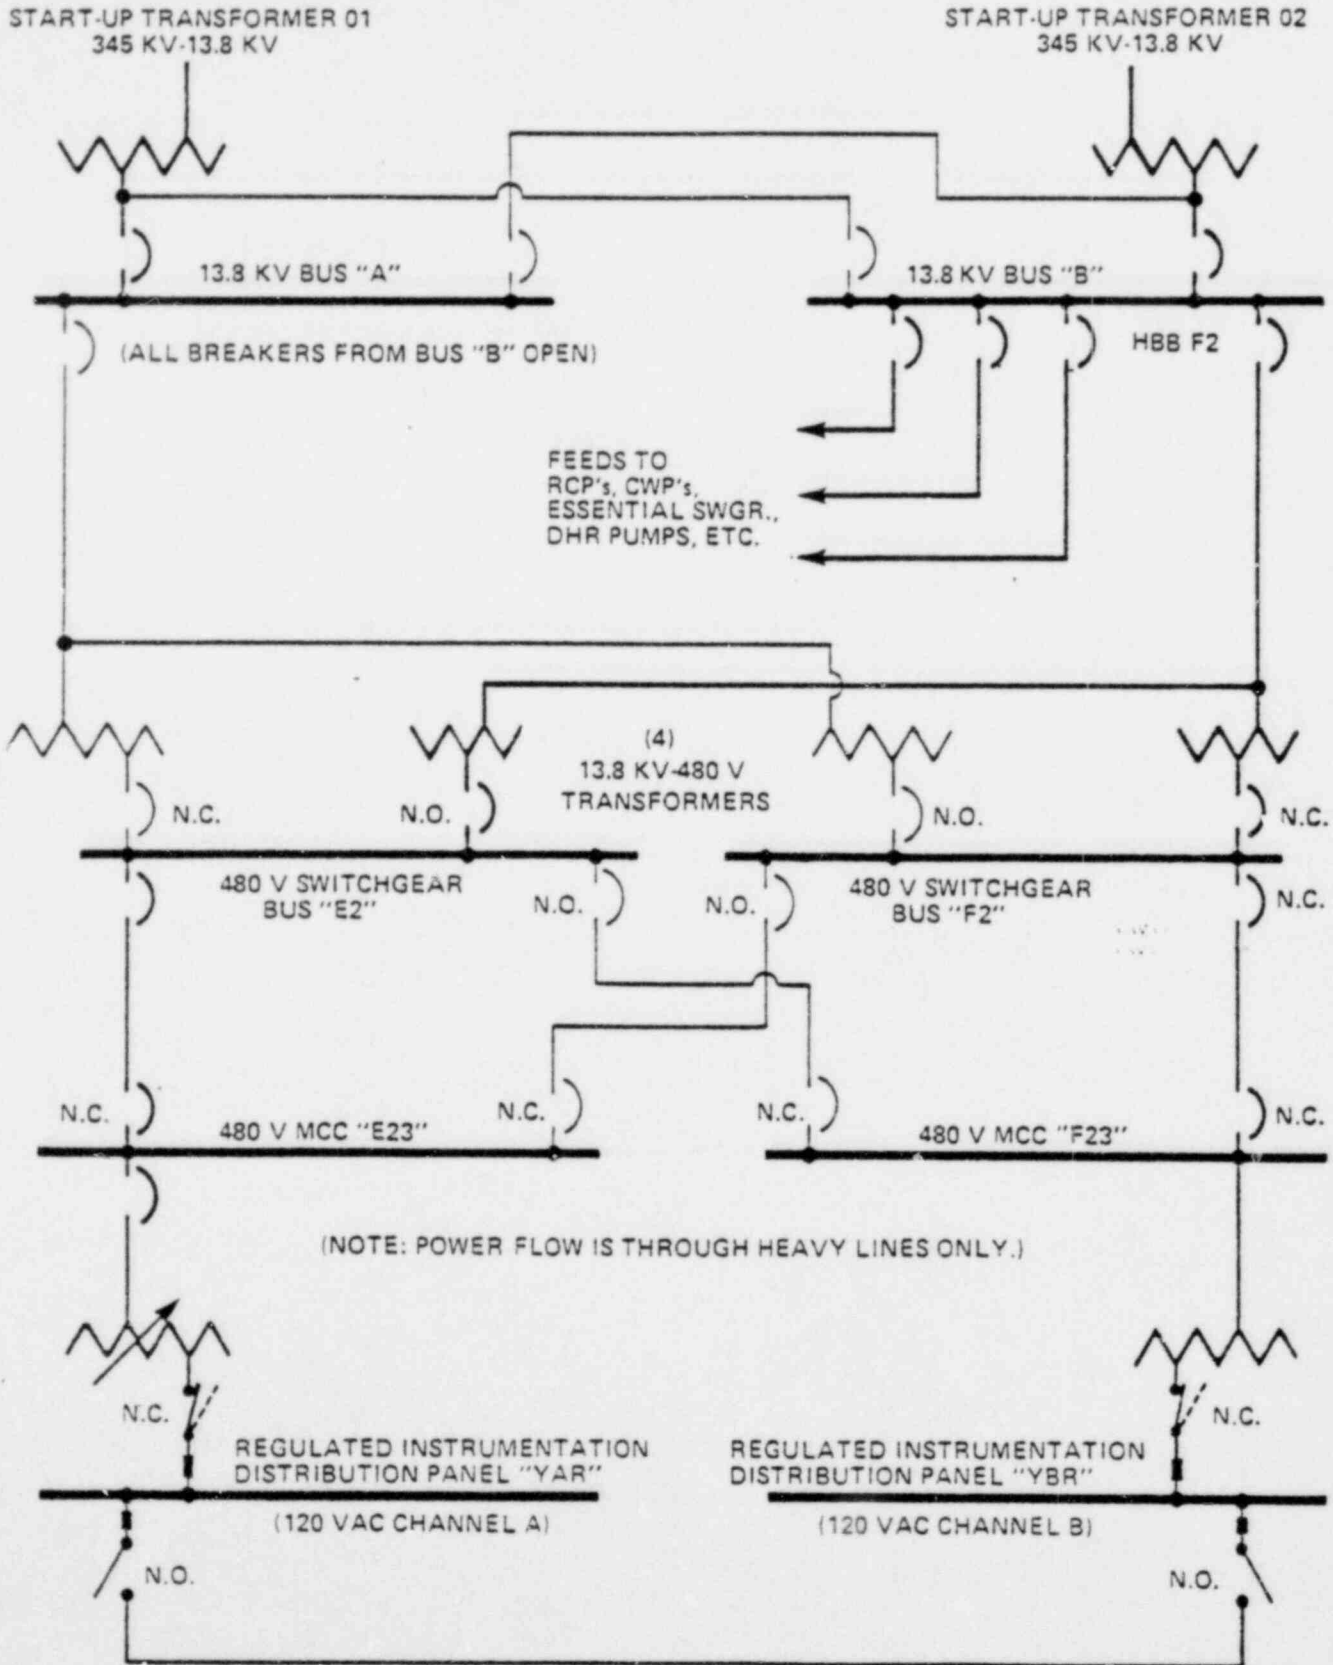 START-UP TRANSFORMER 01
345 KV-13.8 KV
START-UP TRANSFORMER 02
345 KV-13.8 KV
13.8 KV BUS "A"
13.8 KV BUS "B"
(ALL BREAKERS FROM BUS "B" OPEN)
HBB F2
FEEDS TO
RCP's, CWP's,
ESSENTIAL SWGR.,
DHR PUMPS, ETC.
(4)
13.8 KV-480 V
TRANSFORMERS
N.C.
N.O.
N.O.
N.C.
480 V SWITCHGEAR
BUS "E2"
N.O.
N.O.
480 V SWITCHGEAR
BUS "F2"
N.C.
N.C.
480 V MCC "E23"
N.C.
N.C.
480 V MCC "F23"
N.C.
(NOTE: POWER FLOW IS THROUGH HEAVY LINES ONLY.)
N.C.
N.C.
REGULATED INSTRUMENTATION
DISTRIBUTION PANEL "YAR"
REGULATED INSTRUMENTATION
DISTRIBUTION PANEL "YBR"
(120 VAC CHANNEL A)
(120 VAC CHANNEL B)
N.O.
N.O.